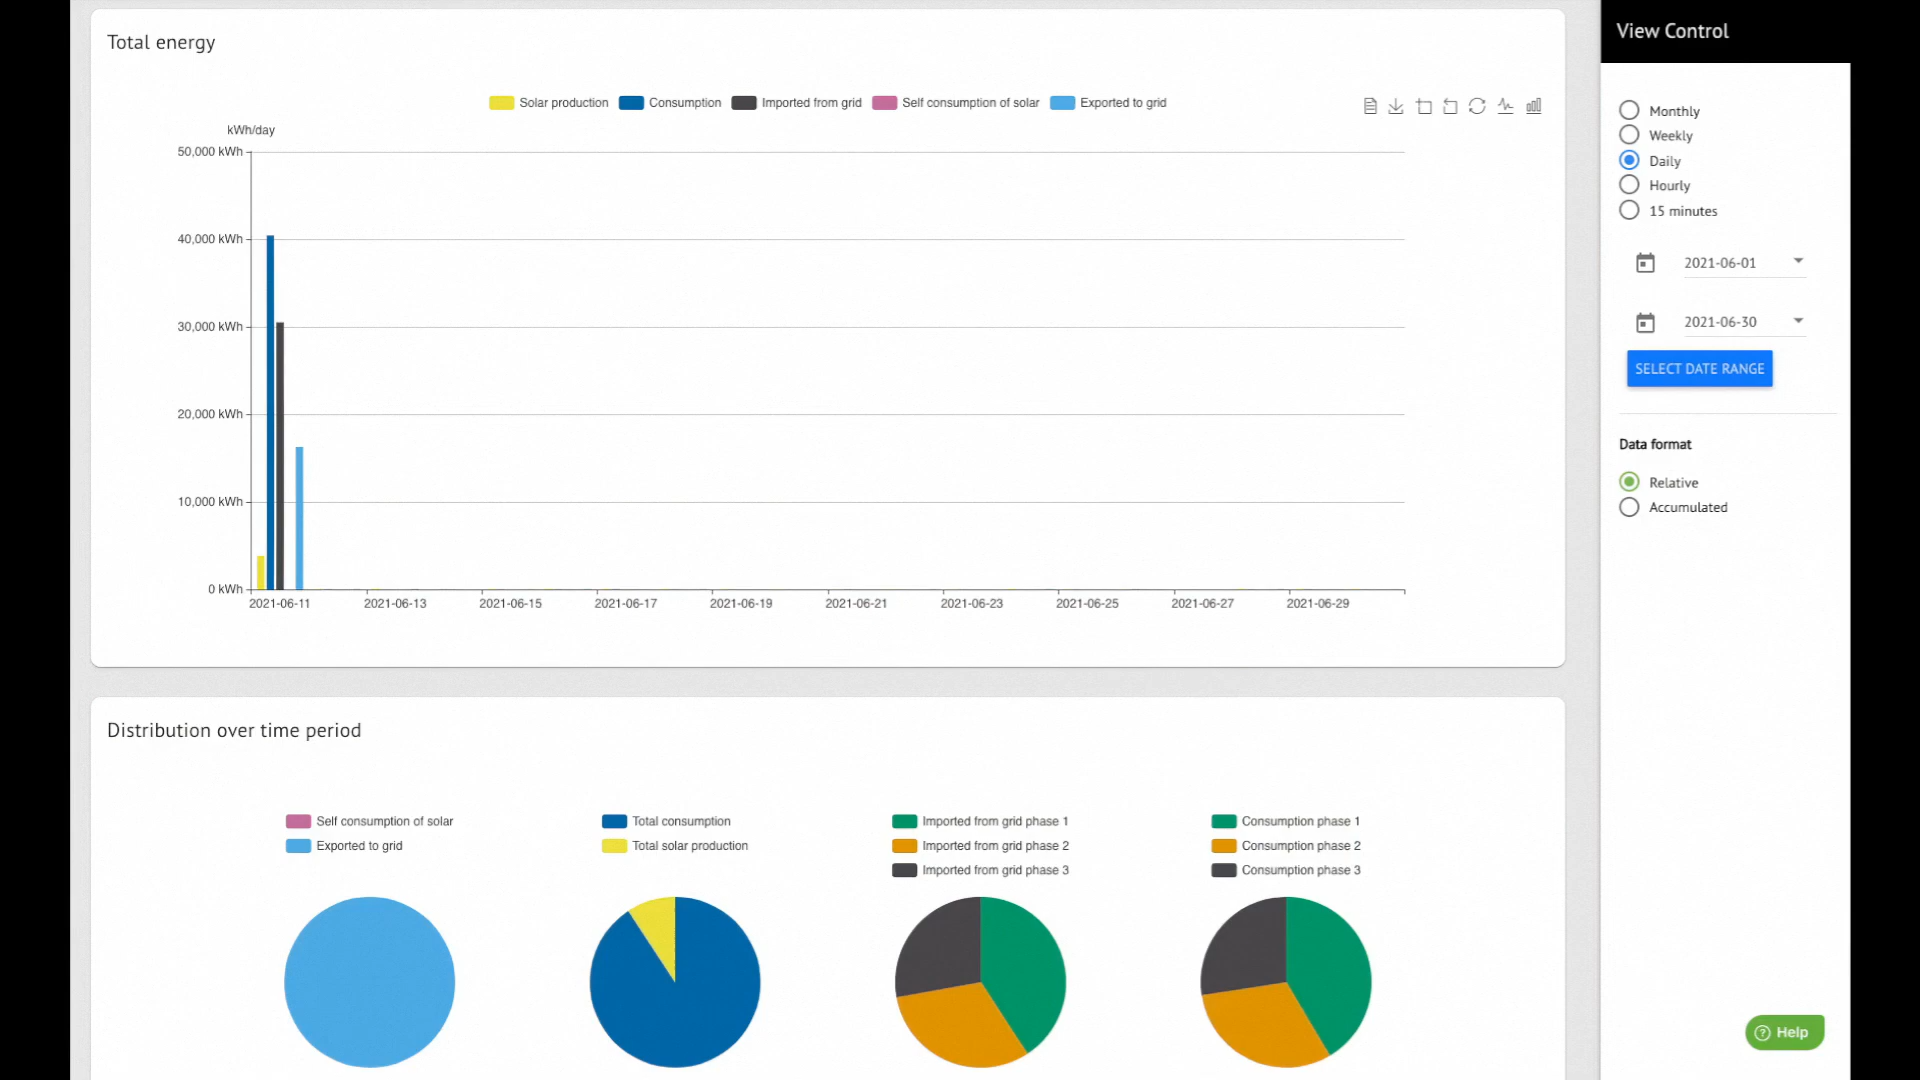 Total energy
Solar production Consumption Imported from grid Self consumption of solar Exported to grid
kWh/day
50,000 kWh
40,000 kWh
30,000 kWh
20,000 kWh
10,000 kWh
0 kWh
2021-06-11 2021-06-13 2021-06-15 2021-06-17 2021-06-19 2021-06-21 2021-06-23 2021-06-25 2021-06-27 2021-06-29
Distribution over time period
Self consumption of solar
Exported to grid
Total consumption
Total solar production
Imported from grid phase 1
Imported from grid phase 2
Imported from grid phase 3
Consumption phase 1
Consumption phase 2
Consumption phase 3
View Control
Monthly
Weekly
Daily
Hourly
15 minutes
2021-06-01
2021-06-30
SELECT DATE RANGE
Data format
Relative
Accumulated
? Help